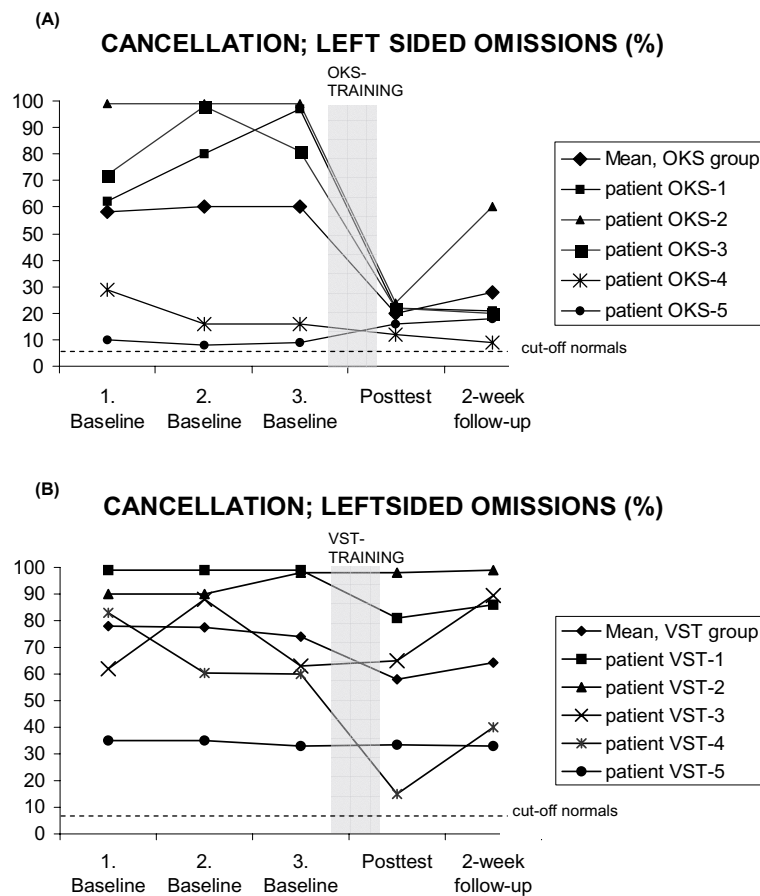 (A)
CANCELLATION; LEFT SIDED OMISSIONS (%)
OKS-
TRAINING
100
90
80
70
60
50
40
30
20
10
0
cut-off normals
1.
Baseline
2.
Baseline
3.
Baseline
Posttest
2-week
follow-up
Mean, OKS group
patient OKS-1
patient OKS-2
patient OKS-3
patient OKS-4
patient OKS-5
(B)
CANCELLATION; LEFTSIDED OMISSIONS (%)
VST-
TRAINING
100
90
80
70
60
50
40
30
20
10
0
cut-off normals
1.
Baseline
2.
Baseline
3.
Baseline
Posttest
2-week
follow-up
Mean, VST group
patient VST-1
patient VST-2
patient VST-3
patient VST-4
patient VST-5